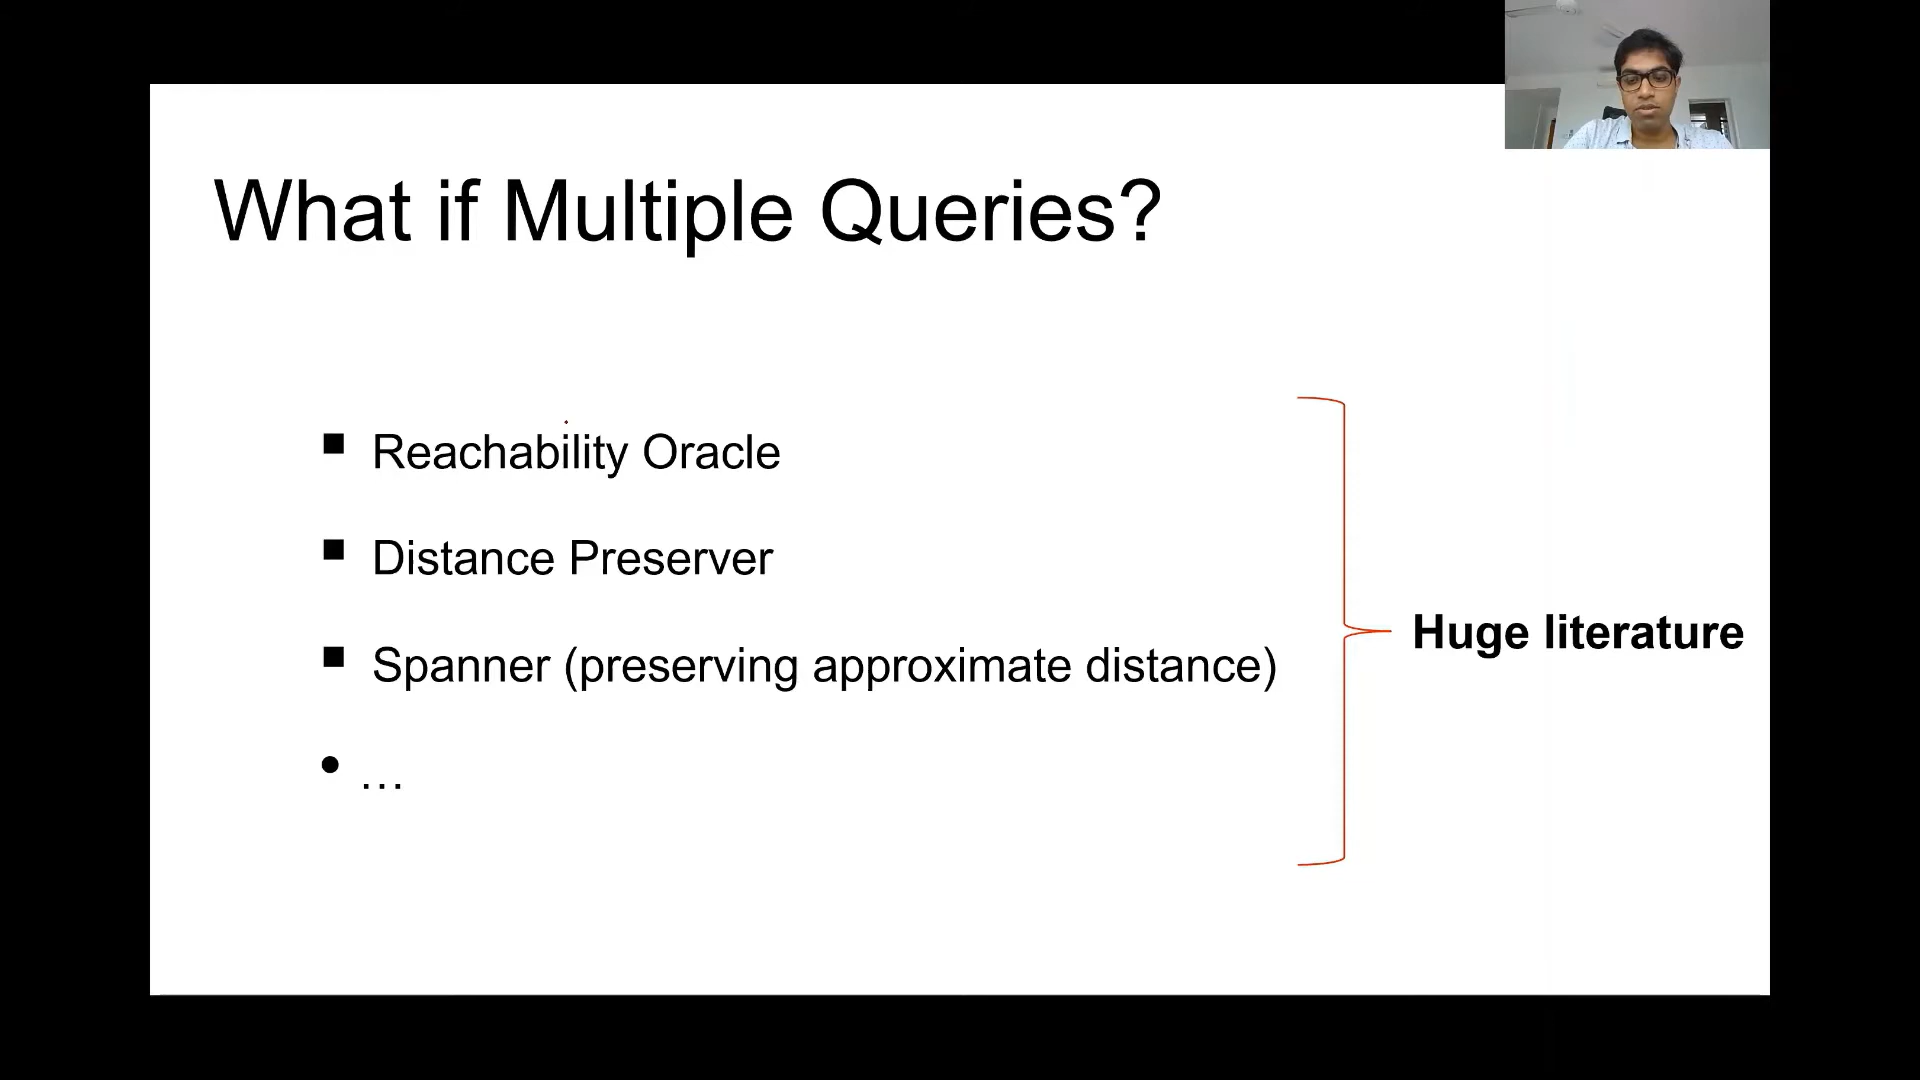 What if Multiple Queries?
Reachability Oracle
Distance Preserver
Spanner (preserving approximate distance)
…
Huge literature